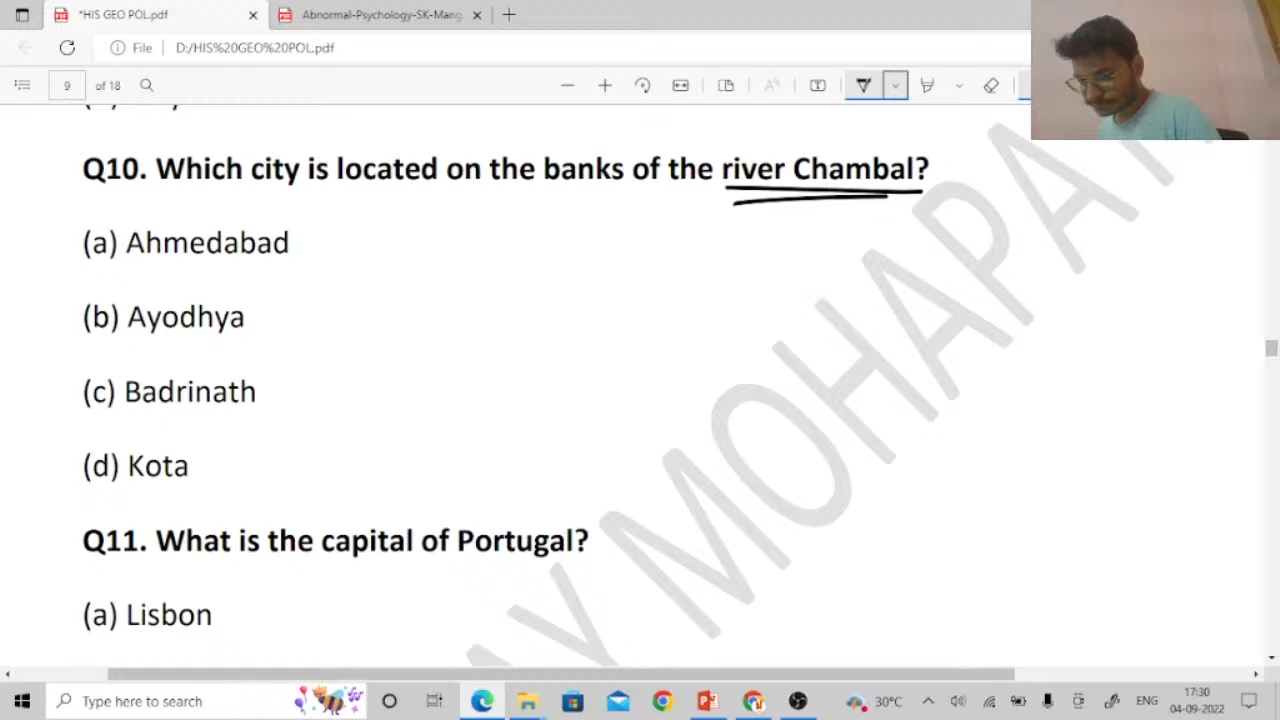 *HIS GEO POL.pdf
Abnormal-Psychology-SK-Mang
File
D:/HIS%20GEO%20POL.pdf
9
of 18
Q10. Which city is located on the banks of the river Chambal?
(a) Ahmedabad
(b) Ayodhya
(c) Badrinath
(d) Kota
Q11. What is the capital of Portugal?
(a) Lisbon
MOHAPAT
Type here to search
30°C
ENG
17:30
04-09-2022